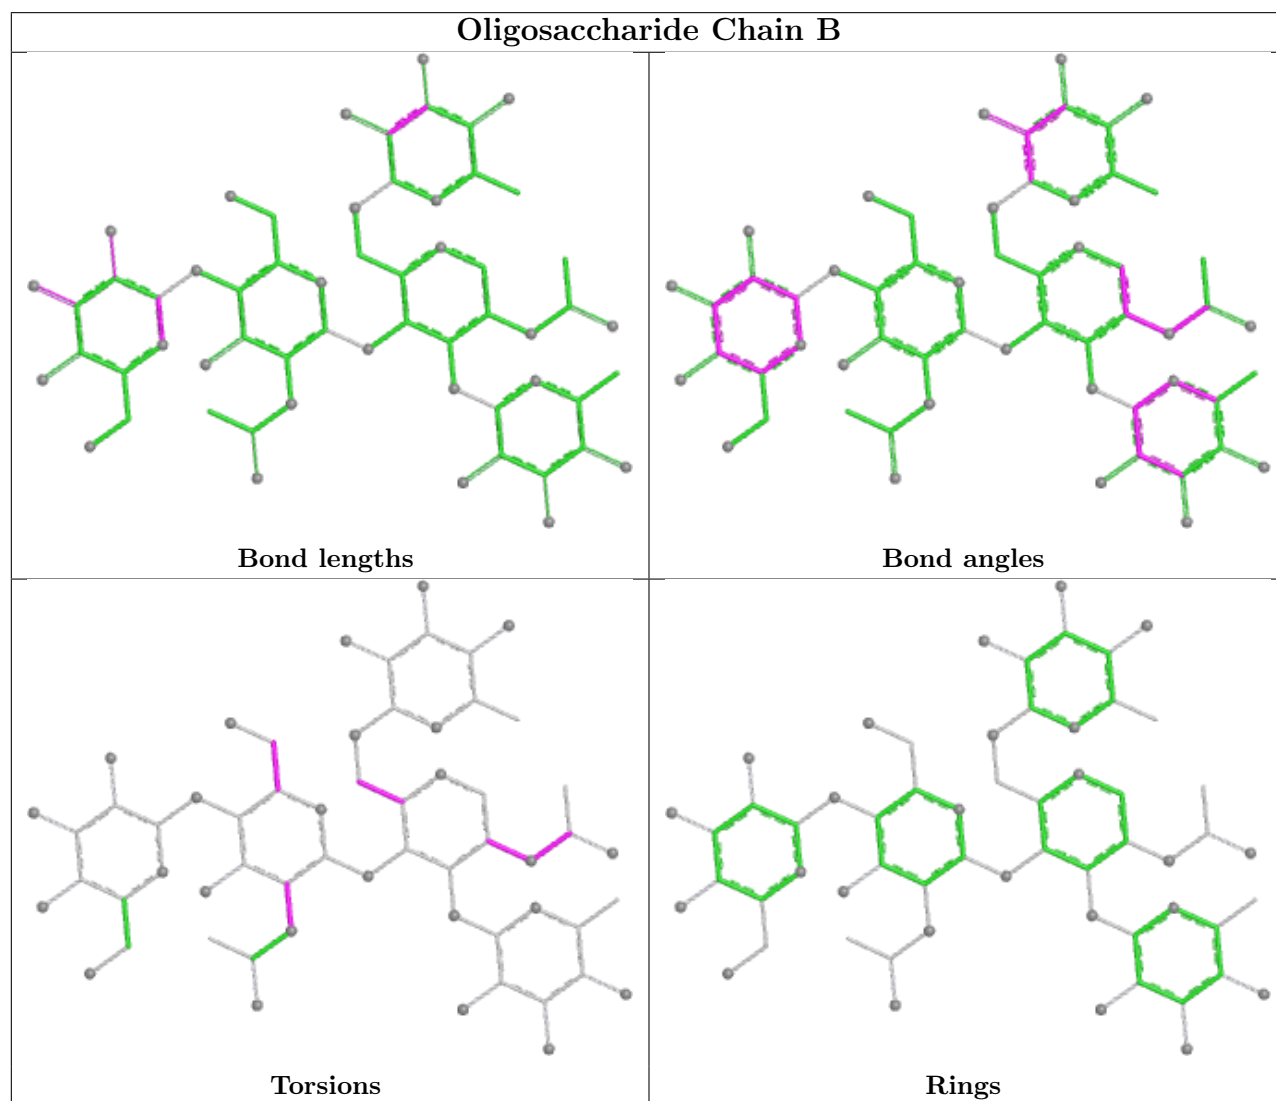 Oligosaccharide Chain B
Bond lengths
Bond angles
Torsions
Rings